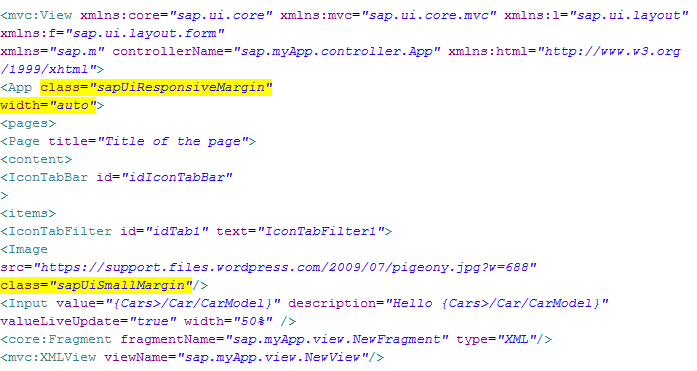 <mvc:View xmlns:core="sap.ui.core" xmlns:mvc="sap.ui.core.mvc" xmlns:l="sap.ui.layout"
xmlns:f="sap.ui.layout.form"
xmlns="sap.m" controllerName="sap.myApp.controller.App" xmlns:html="http://www.w3.org
/1999/xhtml">
<App class="sapUiResponsiveMargin"
width="auto">
<pages>
<Page title="Title of the page">
<content>
<IconTabBar id="idIconTabBar"
>
<items>
<IconTabFilter id="idTab1" text="IconTabFilter1">
<Image
src="https://support.files.wordpress.com/2009/07/pigeony.jpg?w=688"
class="sapUiSmallMargin"/>
<Input value="{Cars>/Car/CarModel}" description="Hello {Cars>/Car/CarModel}"
valueLiveUpdate="true" width="50%" />
<core:Fragment fragmentName="sap.myApp.view.NewFragment" type="XML"/>
<mvc:XMLView viewName="sap.myApp.view.NewView"/>